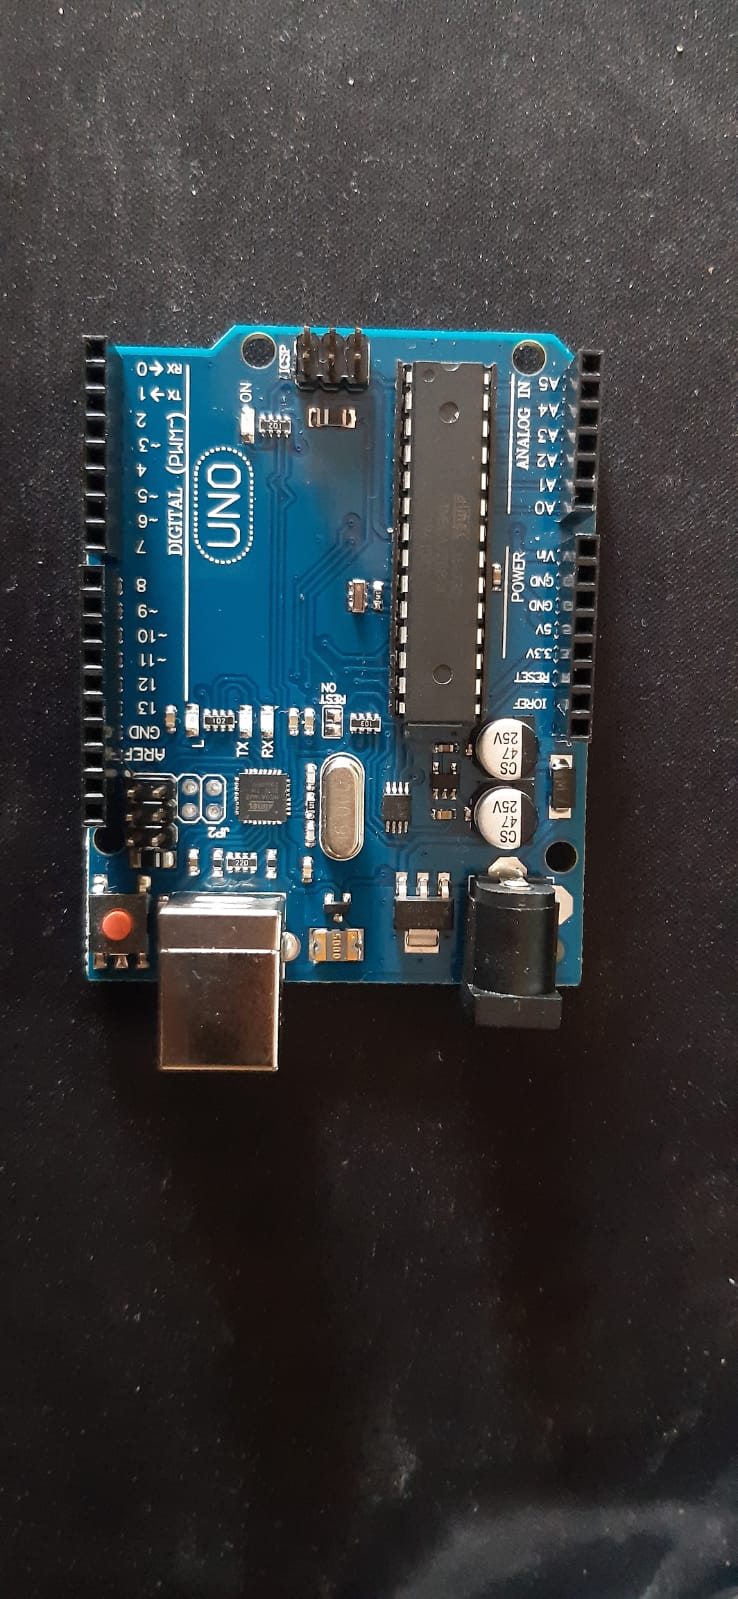 RX←0
TX→1
2
~3
4
~5
~6
7
8
~9
~10
~11
12
13
GND
AREF
DIGITAL (PWM~)
UNO
ICSP
ON
102
A5
A4
A3
A2
A1
A0
ANALOG IN
POWER
Vin
GND
GND
5V
3.3V
RESET
IOREF
L
201
TX
RX
REST
ON
103
JP2
220
CS
47
25V
CS
47
25V